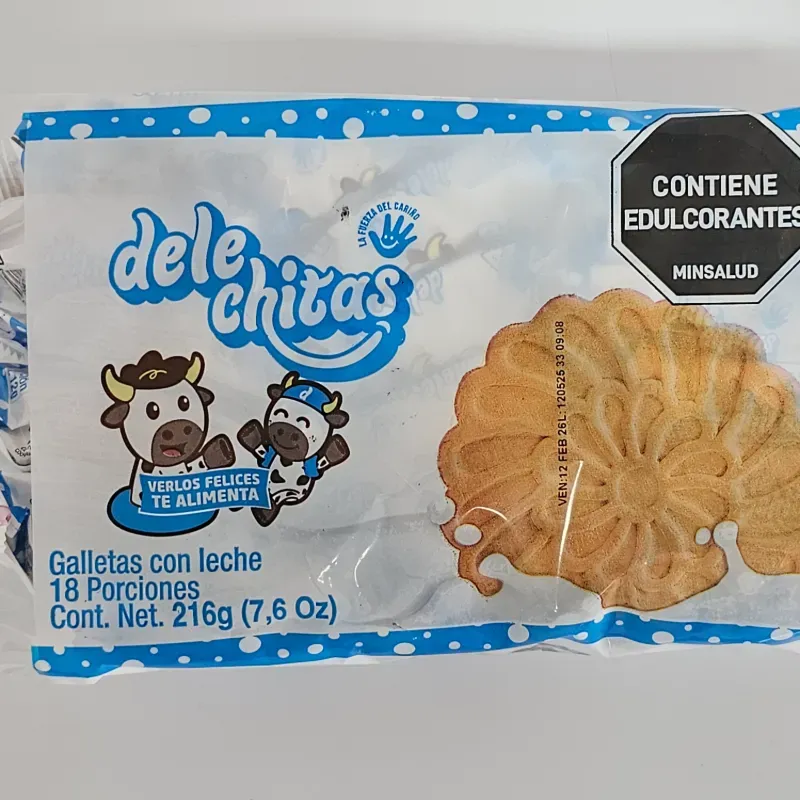 CONTIENE
EDULCORANTES
MINSALUD
LA FUERZA DEL CARIÑO
dele
chitas
d
VERLOS FELICES
TE ALIMENTA
VEN:12 FEB 26L: 120525 33 09:08
Galletas con leche
18 Porciones
Cont. Net. 216g (7,6 Oz)